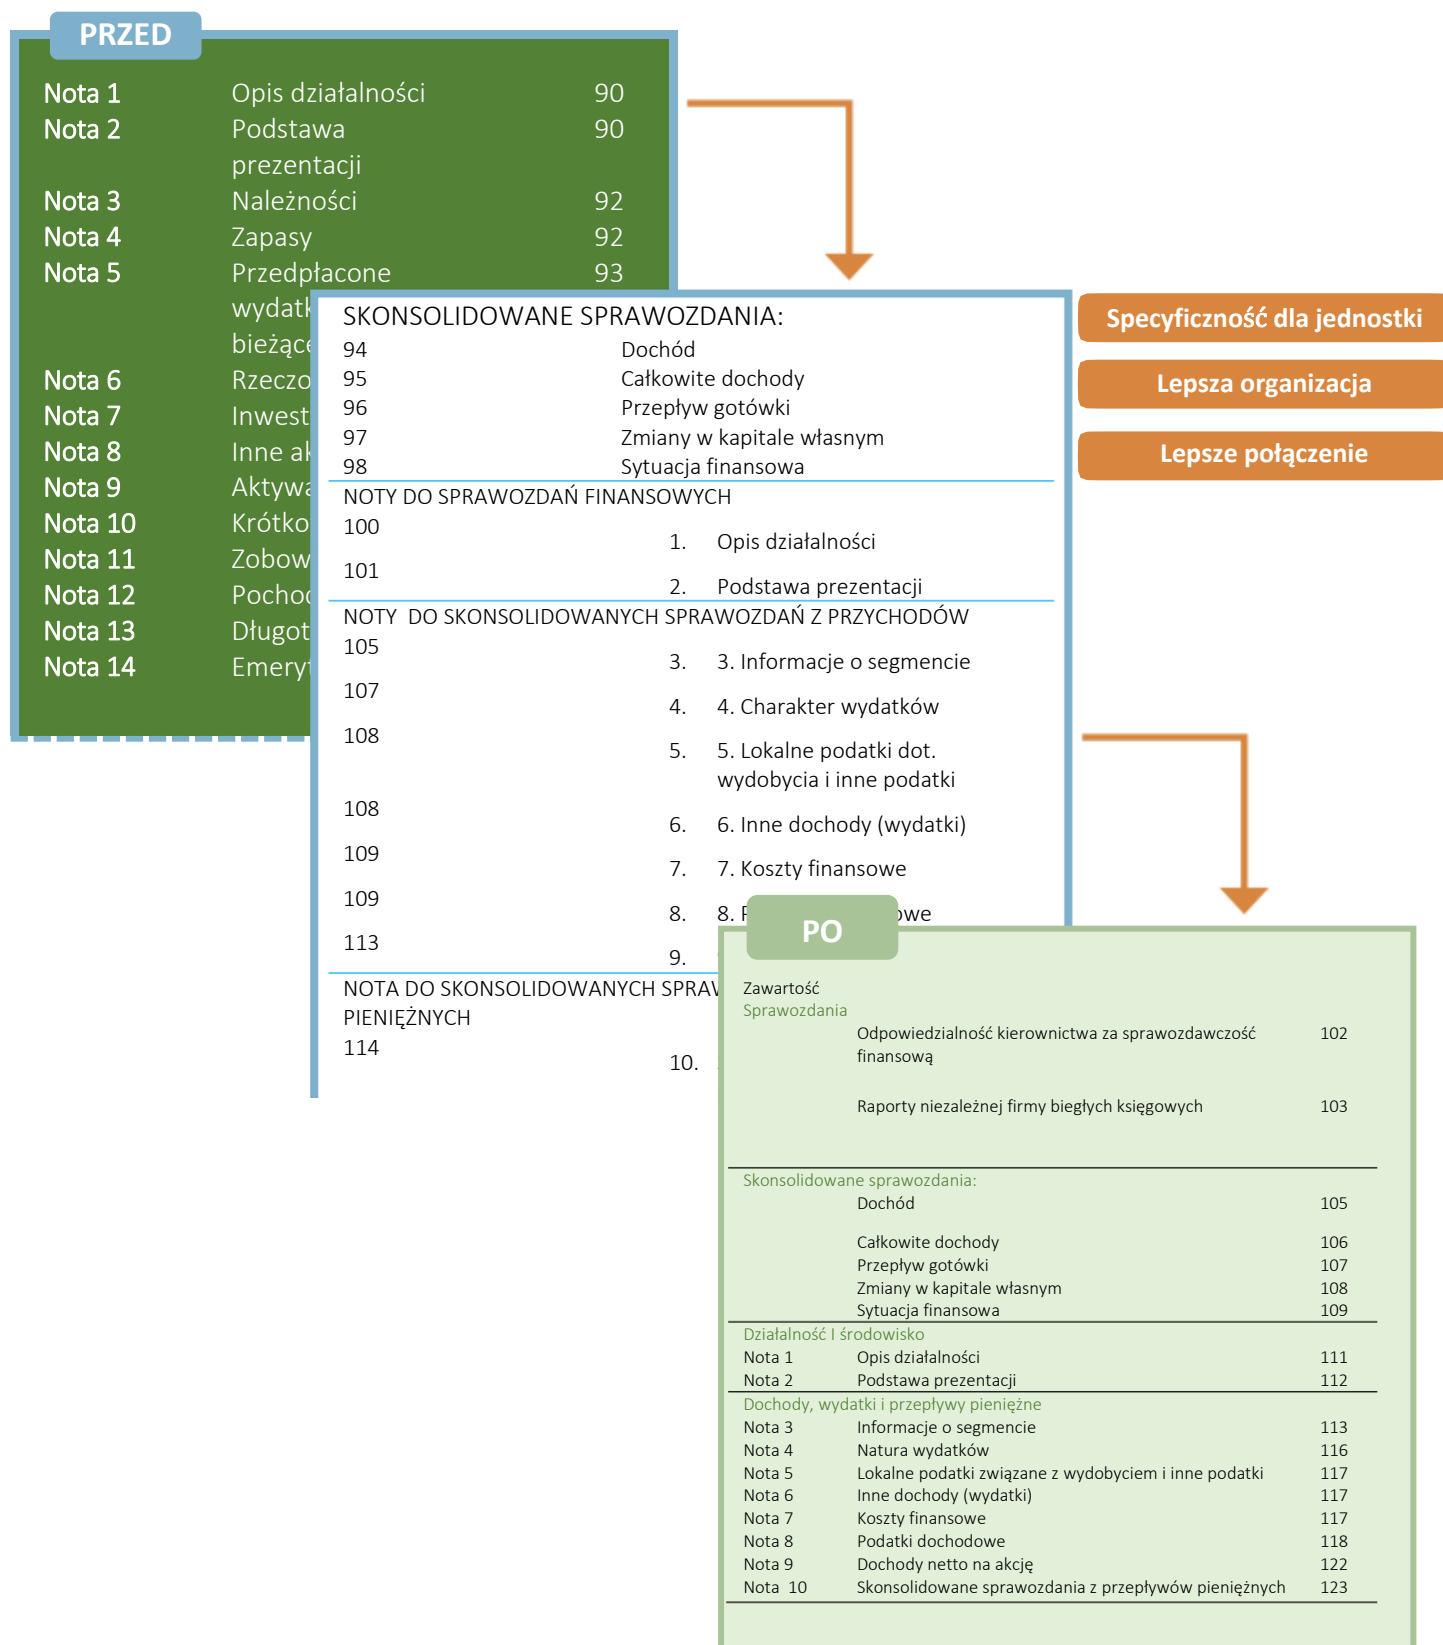 PRZED
Nota 1 Opis działalności 90
Nota 2 Podstawa 90
prezentacji
Nota 3 Należności 92
Nota 4 Zapasy 92
Nota 5 Przedpłacone 93
Nota 6
Nota 7
Nota 8 Inne
Nota 9
Nota 10
Nota 11
Nota 12
Nota 13
Nota 14
SKONSOLIDOWANE SPRAWOZDANIA:
94 Dochód
95 Całkowite dochody
96 Przepływ gotówki
97 Zmiany w kapitale własnym
98 Sytuacja finansowa
NOTY DO SPRAWOZDAŃ FINANSOWYCH
100
1. Opis działalności
101
2. Podstawa prezentacji
NOTY DO SKONSOLIDOWANYCH SPRAWOZDAŃ Z PRZYCHODÓW
105
3. 3. Informacje o segmencie
107
4. 4. Charakter wydatków
108
5. 5. Lokalne podatki dot.
wydobycia i inne podatki
108
6. 6. Inne dochody (wydatki)
109
7. 7. Koszty finansowe
109
8. 8.
113
9.
NOTA DO SKONSOLIDOWANYCH
PIENIĘŻNYCH
114
10.
Specyficzność dla jednostki
Lepsza organizacja
Lepsze połączenie
PO
Zawartość
Sprawozdania
Odpowiedzialność kierownictwa za sprawozdawczość 102
finansową
Raporty niezależnej firmy biegłych księgowych 103
Skonsolidowane sprawozdania:
Dochód 105
Całkowite dochody 106
Przepływ gotówki 107
Zmiany w kapitale własnym 108
Sytuacja finansowa 109
Działalność I środowisko
Nota 1 Opis działalności 111
Nota 2 Podstawa prezentacji 112
Dochody, wydatki i przepływy pieniężne
Nota 3 Informacje o segmencie 113
Nota 4 Natura wydatków 116
Nota 5 Lokalne podatki związane z wydobyciem i inne podatki 117
Nota 6 Inne dochody (wydatki) 117
Nota 7 Koszty finansowe 117
Nota 8 Podatki dochodowe 118
Nota 9 Dochody netto na akcję 122
Nota 10 Skonsolidowane sprawozdania z przepływów pieniężnych 123